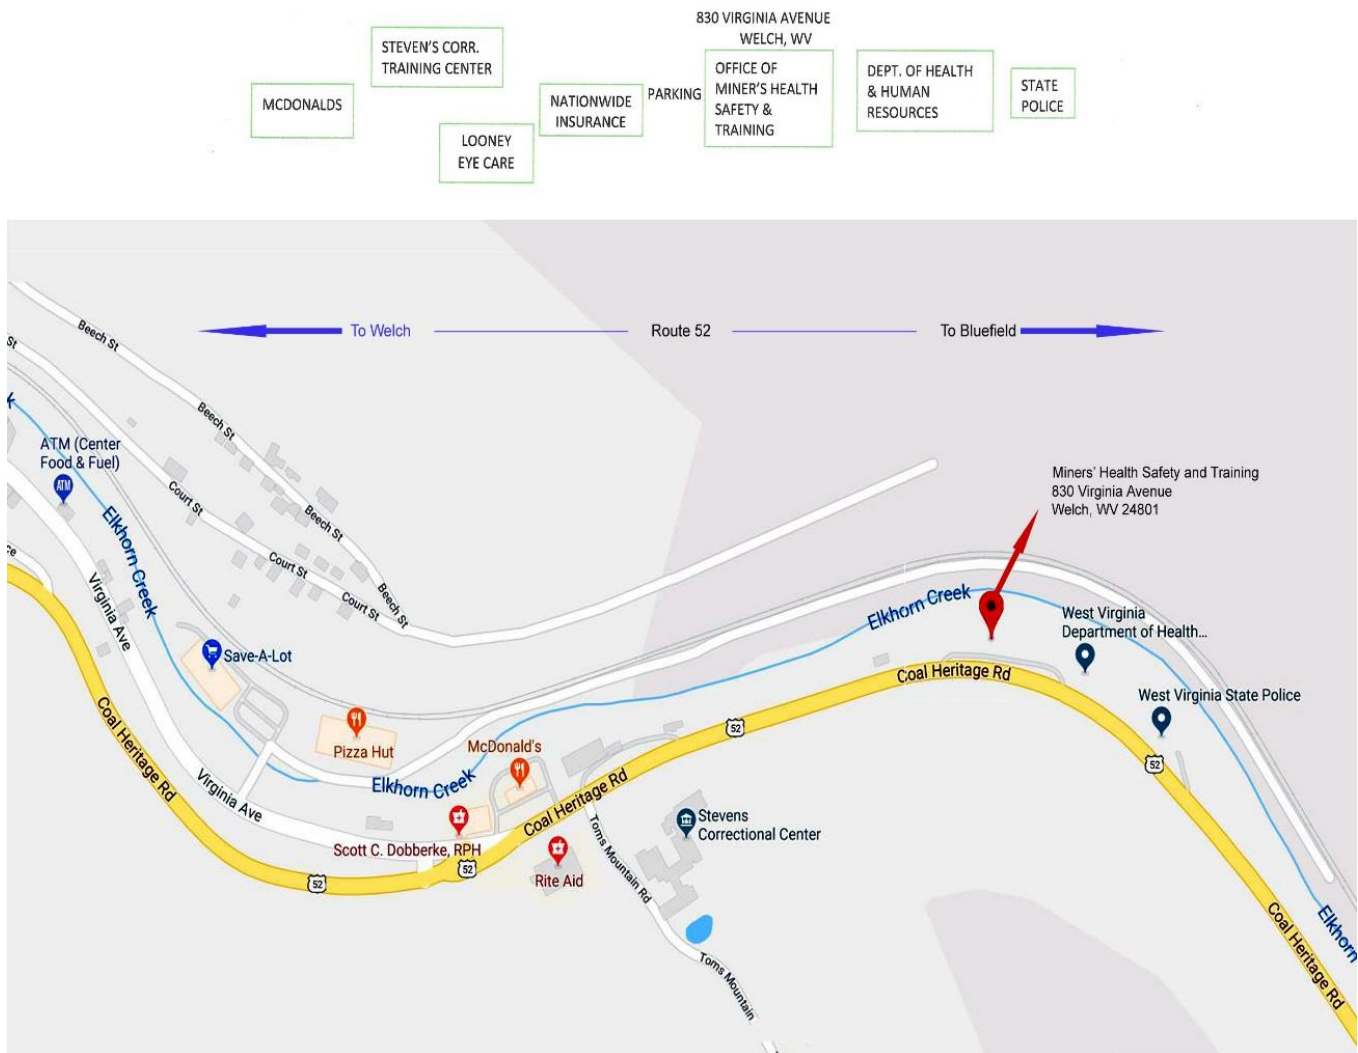 830 VIRGINIA AVENUE
WELCH, WV
STEVEN'S CORR.
TRAINING CENTER
MCDONALDS
LOONEY
EYE CARE
NATIONWIDE
INSURANCE
PARKING
OFFICE OF
MINER'S HEALTH
SAFETY &
TRAINING
DEPT. OF HEALTH
& HUMAN
RESOURCES
STATE
POLICE
To Welch
Route 52
To Bluefield
Beech St
St
Beech St
ATM (Center
Food & Fuel)
ATM
Court St
Beech St
Elkhorn Creek
Court St
Beech St
Court St
Virginia Ave
Miners' Health Safety and Training
830 Virginia Avenue
Welch, WV 24801
Elkhorn Creek
West Virginia
Department of Health...
Save-A-Lot
Coal Heritage Rd
West Virginia State Police
Coal Heritage Rd
Pizza Hut
McDonald's
52
52
Elkhorn Creek
Virginia Ave
Coal Heritage Rd
Stevens
Correctional Center
Scott C. Dobberke, RPH
52
52
Rite Aid
Toms Mountain Rd
Coal Heritage Rd
Elkhorn
Toms Mountain